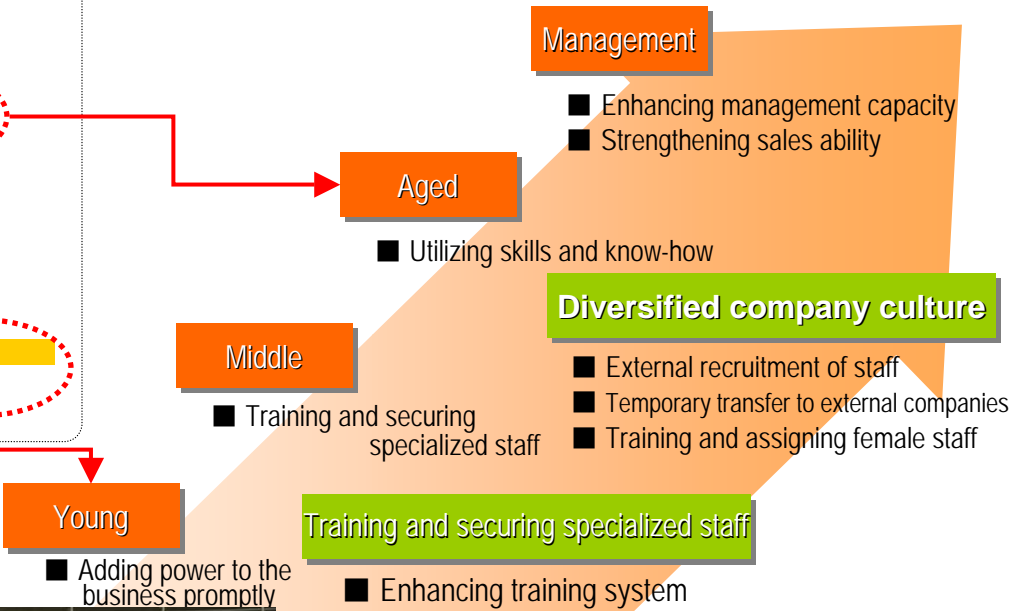 Management
■ Enhancing management capacity
■ Strengthening sales ability
Aged
■ Utilizing skills and know-how
Diversified company culture
■ External recruitment of staff
■ Temporary transfer to external companies
■ Training and assigning female staff
Middle
■ Training and securing
specialized staff
Young
■ Adding power to the
business promptly
Training and securing specialized staff
■ Enhancing training system